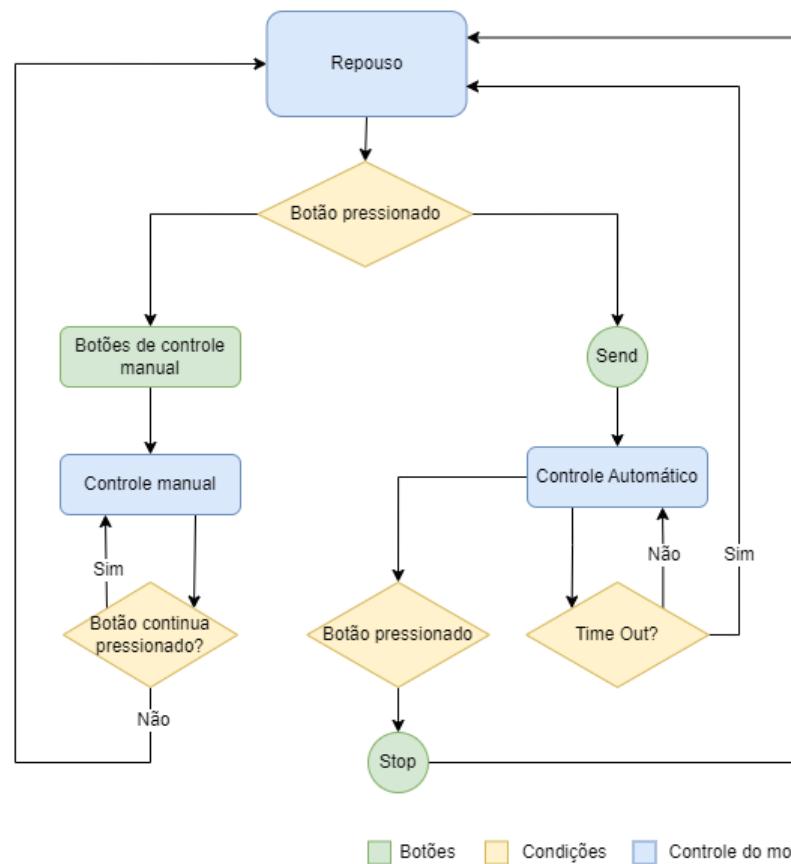 Repouso
Botão pressionado
Botões de controle
manual
Send
Controle manual
Controle Automático
Sim
Não
Sim
Botão continua
pressionado?
Botão pressionado
Time Out?
Não
Stop
Botões
Condições
Controle do mo